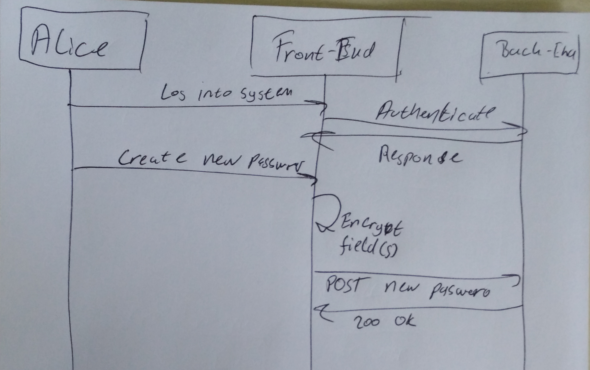 Alice
Front-End
Back-End
Log into system
Authenticate
Response
Create new password
Encrypt
field(s)
POST new password
200 OK